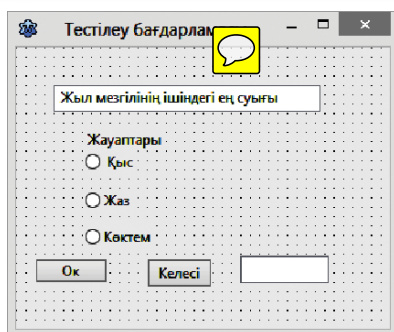 Тестілеу бағдарлам
Жыл мезгілінің ішіндегі ең суығы
Жауаптары
Қыс
Жаз
Көктем
Ок
Келесі